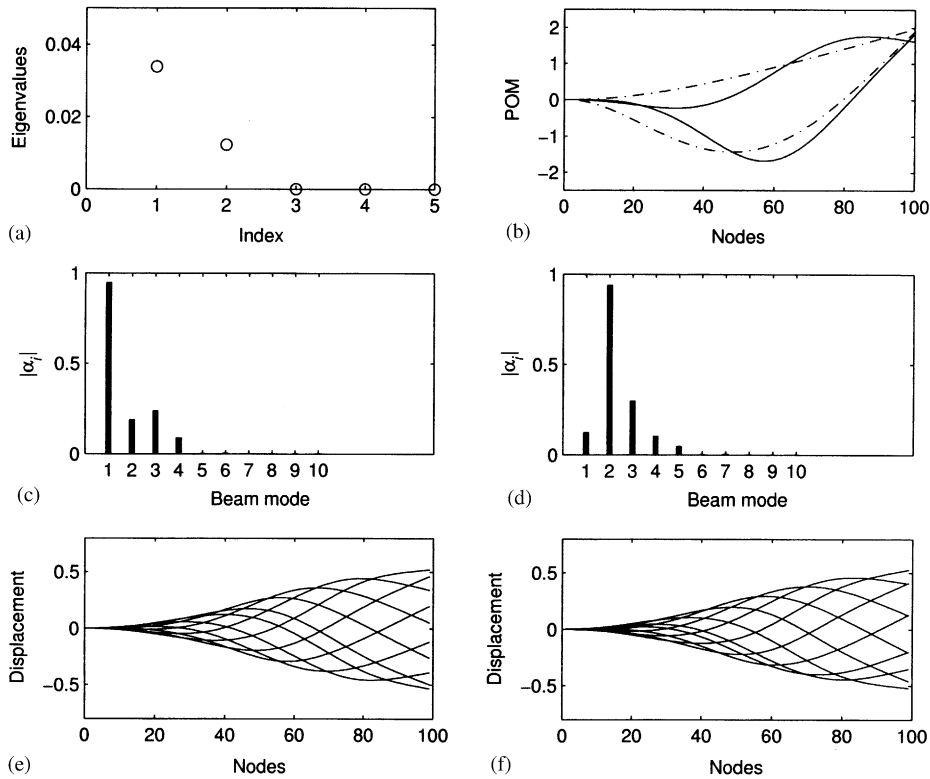 0.04
0.02
0
Eigenvalues
0 1 2 3 4 5
Index
(a)
2
1
0
−1
−2
POM
0 20 40 60 80 100
Nodes
(b)
1
0.5
0
|αi|
1 2 3 4 5 6 7 8 9 10
Beam mode
(c)
1
0.5
0
|αi|
1 2 3 4 5 6 7 8 9 10
Beam mode
(d)
0.5
0
−0.5
Displacement
0 20 40 60 80 100
Nodes
(e)
0.5
0
−0.5
Displacement
0 20 40 60 80 100
Nodes
(f)